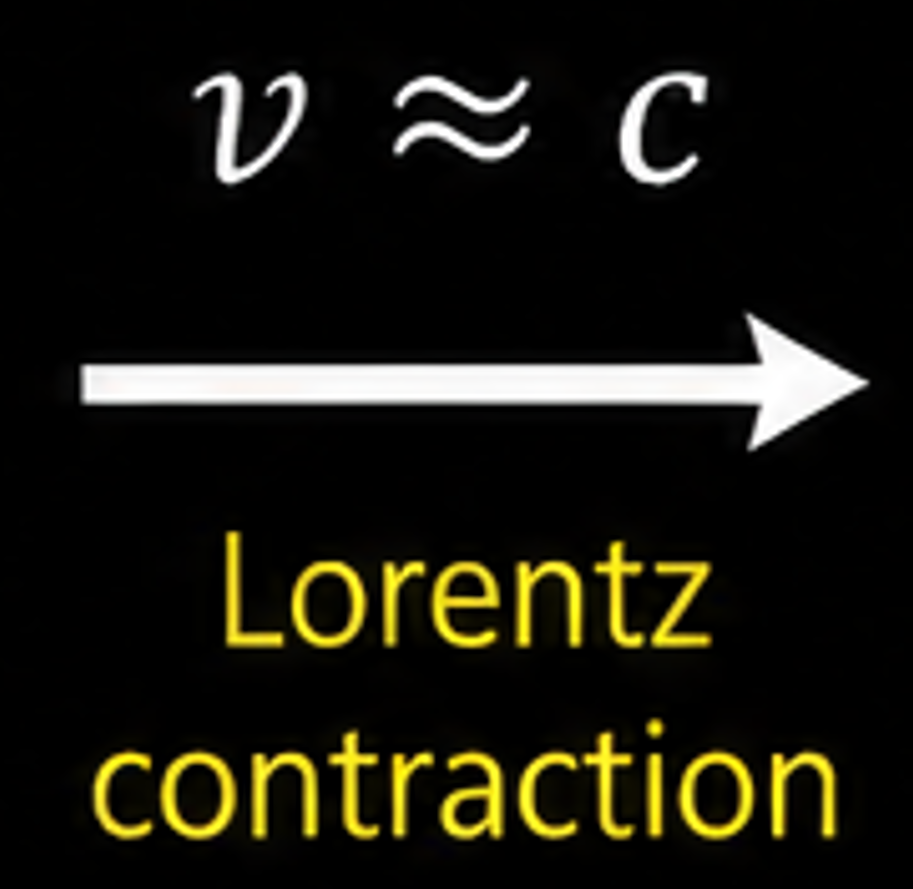 v ≈ c
Lorentz
contraction